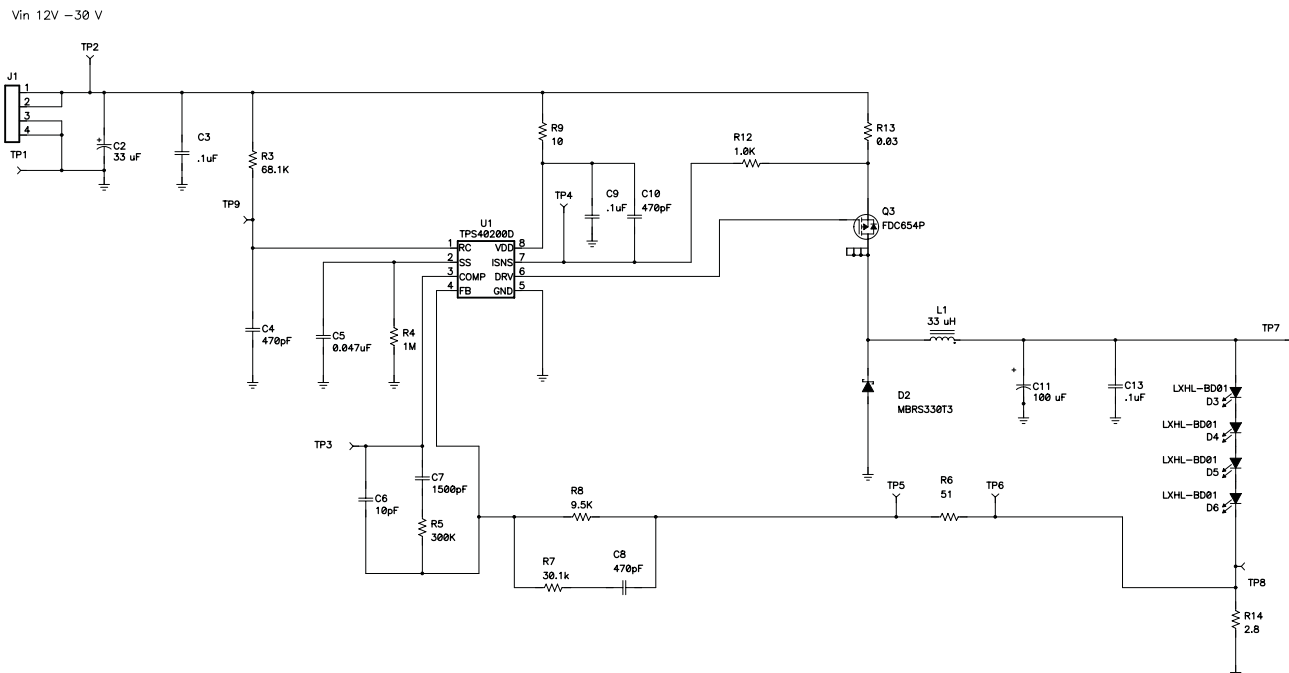 Vin 12V -30 V
TP2
J1
1
2
3
4
TP1
C2
33 uF
C3
.1uF
R3
68.1K
TP9
R9
10
C9
.1uF
C10
470pF
TP4
R12
1.0K
R13
0.03
Q3
FDC654P
U1
TPS40200D
1 RC VDD 8
2 SS ISNS 7
3 COMP DRV 6
4 FB GND 5
C4
470pF
C5
0.047uF
R4
1M
L1
33 uH
TP7
D2
MBRS330T3
C11
100 uF
C13
.1uF
LXHL-BD01
D3
LXHL-BD01
D4
LXHL-BD01
D5
LXHL-BD01
D6
TP3
C6
10pF
C7
1500pF
R5
300K
R8
9.5K
R7
30.1k
C8
470pF
TP5
R6
51
TP6
TP8
R14
2.8